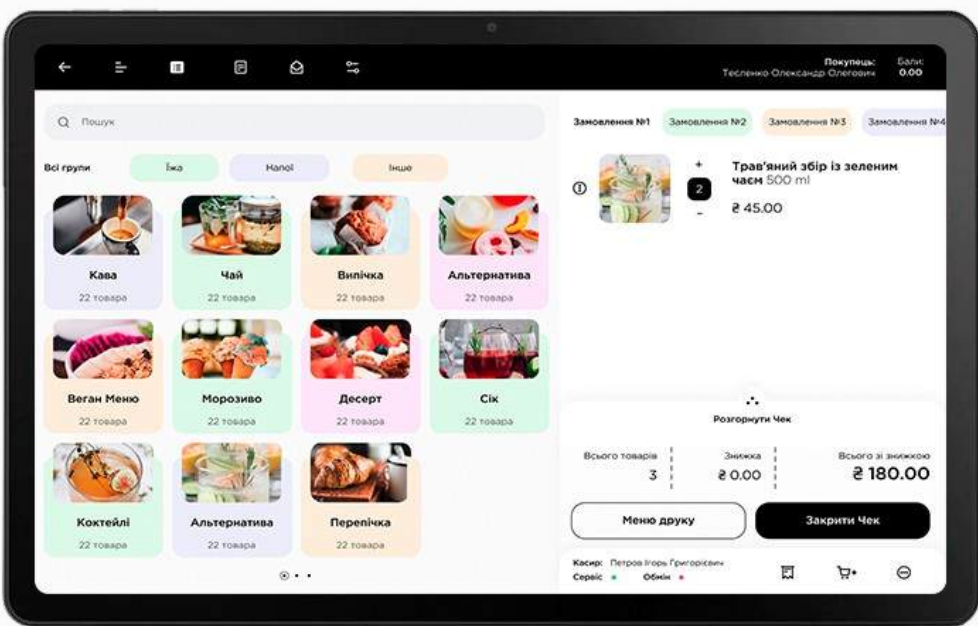 Покупець: Бали:
Тесленко Олександр Олегович 0.00
Пошук
Замовлення №1 Замовлення №2 Замовлення №3 Замовлення №4
Всі групи Їжа Напої Інше
Трав'яний збір із зеленим
чаєм 500 ml
2
₴ 45.00
Кава Чай Випічка Альтернатива
22 товара 22 товара 22 товара 22 товара
Веган Меню Морозиво Десерт Сік
22 товара 22 товара 22 товара 22 товара
Розгорнути Чек
Всього товарів Знижка Всього зі знижкою
3 ₴ 0.00 ₴ 180.00
Коктейлі Альтернатива Перепічка
22 товара 22 товара 22 товара
Меню друку Закрити Чек
Касир: Петров Ігорь Григорієвич
Сервіс Обмін